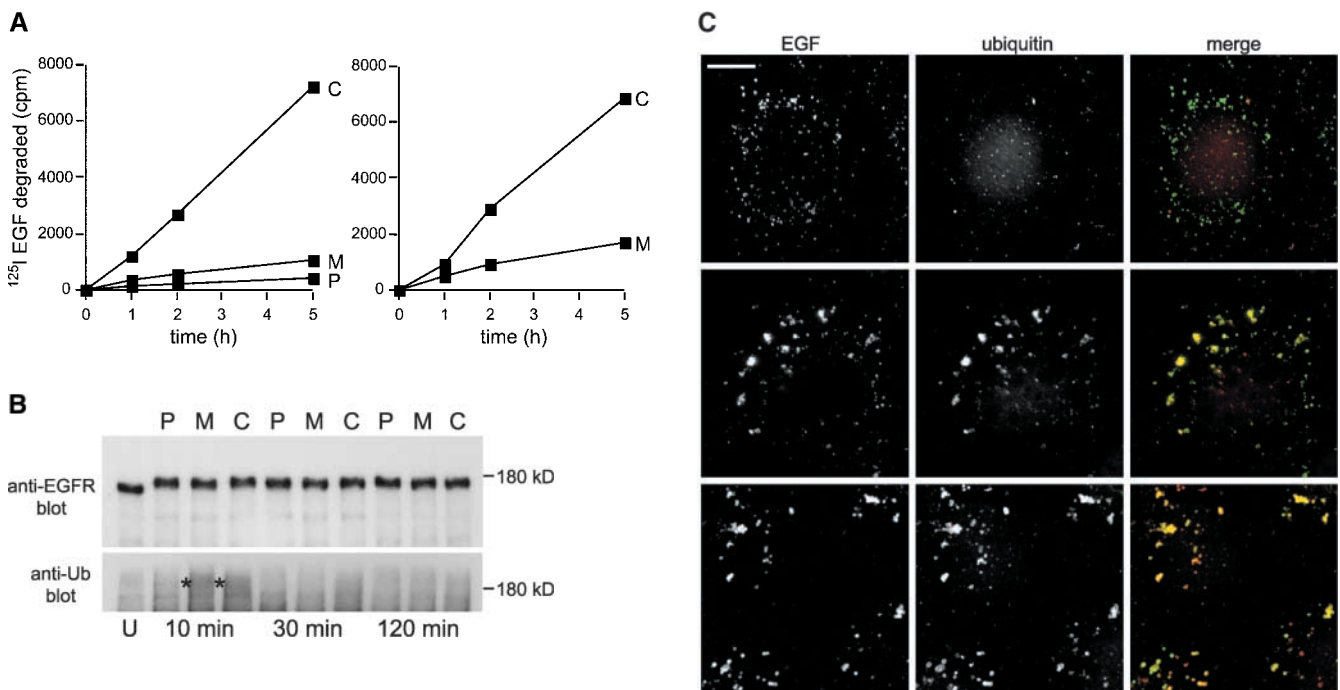 A
8000
6000
4000
2000
0
¹²⁵I EGF degraded (cpm)
C
M
P
0 1 2 3 4 5
time (h)
8000
6000
4000
2000
0
C
M
0 1 2 3 4 5
time (h)
B
P M C P M C P M C
anti-EGFR
blot
180 kD
anti-Ub
blot
* *
180 kD
U 10 min 30 min 120 min
C
EGF ubiquitin merge